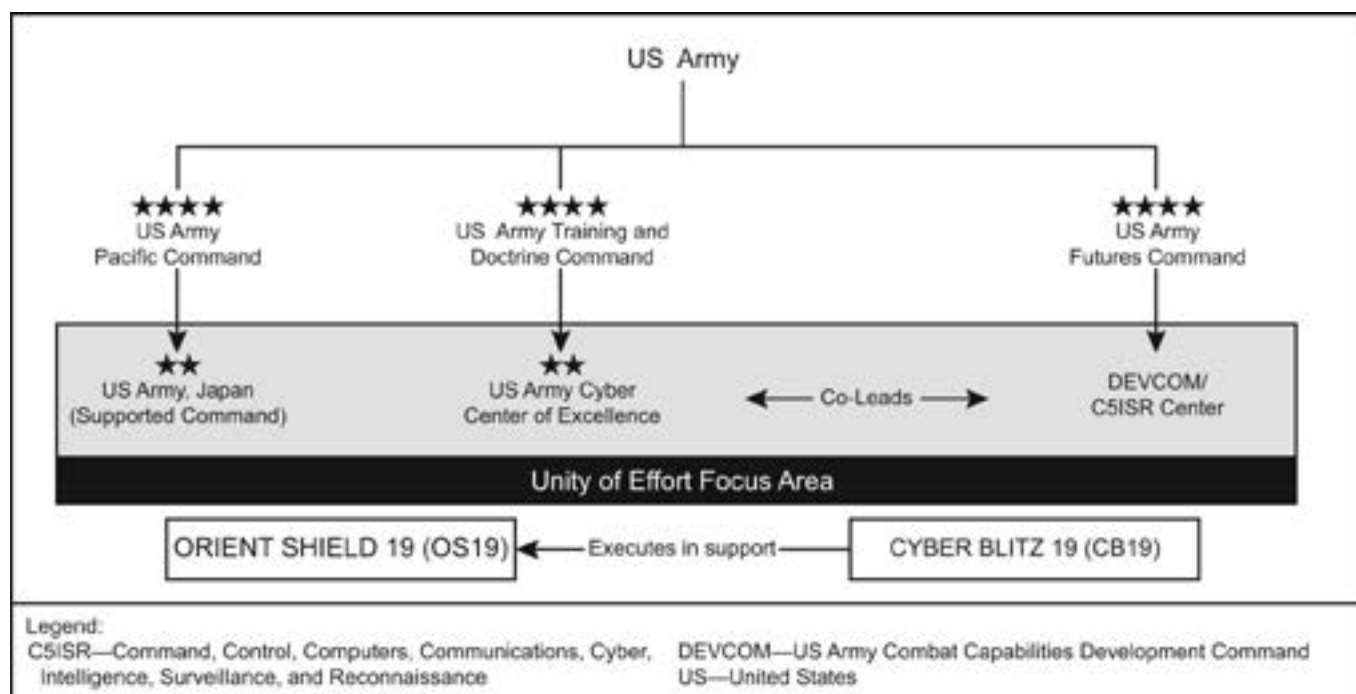 US Army
★★★★
US Army
Pacific Command
★★★★
US Army Training and
Doctrine Command
★★★★
US Army
Futures Command
★★
US Army, Japan
(Supported Command)
★★
US Army Cyber
Center of Excellence
Co-Leads
DEVCOM/
C5ISR Center
Unity of Effort Focus Area
ORIENT SHIELD 19 (OS19)
Executes in support
CYBER BLITZ 19 (CB19)
Legend:
C5ISR—Command, Control, Computers, Communications, Cyber,
Intelligence, Surveillance, and Reconnaissance
DEVCOM—US Army Combat Capabilities Development Command
US—United States